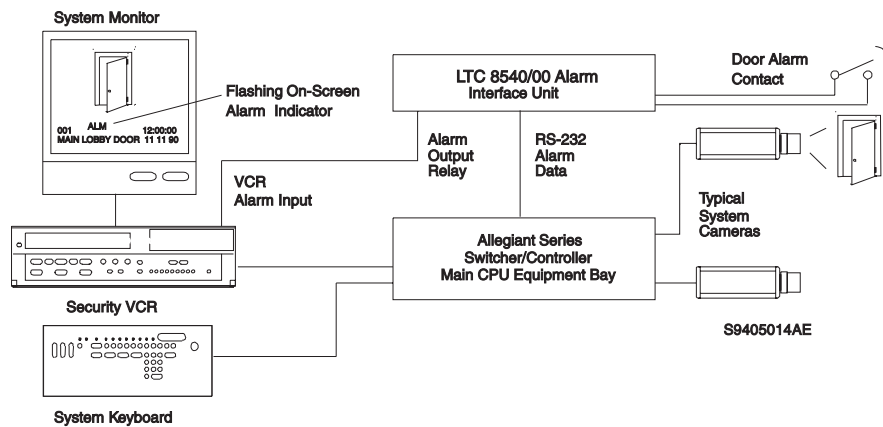 System Monitor
001 ALM 12:00:00
MAIN LOBBY DOOR 11 11 90
Flashing On-Screen
Alarm Indicator
LTC 8540/00 Alarm
Interface Unit
Door Alarm
Contact
VCR
Alarm Input
Alarm
Output
Relay
RS-232
Alarm
Data
Typical
System
Cameras
Allegiant Series
Switcher/Controller
Main CPU Equipment Bay
Security VCR
System Keyboard
S9405014AE